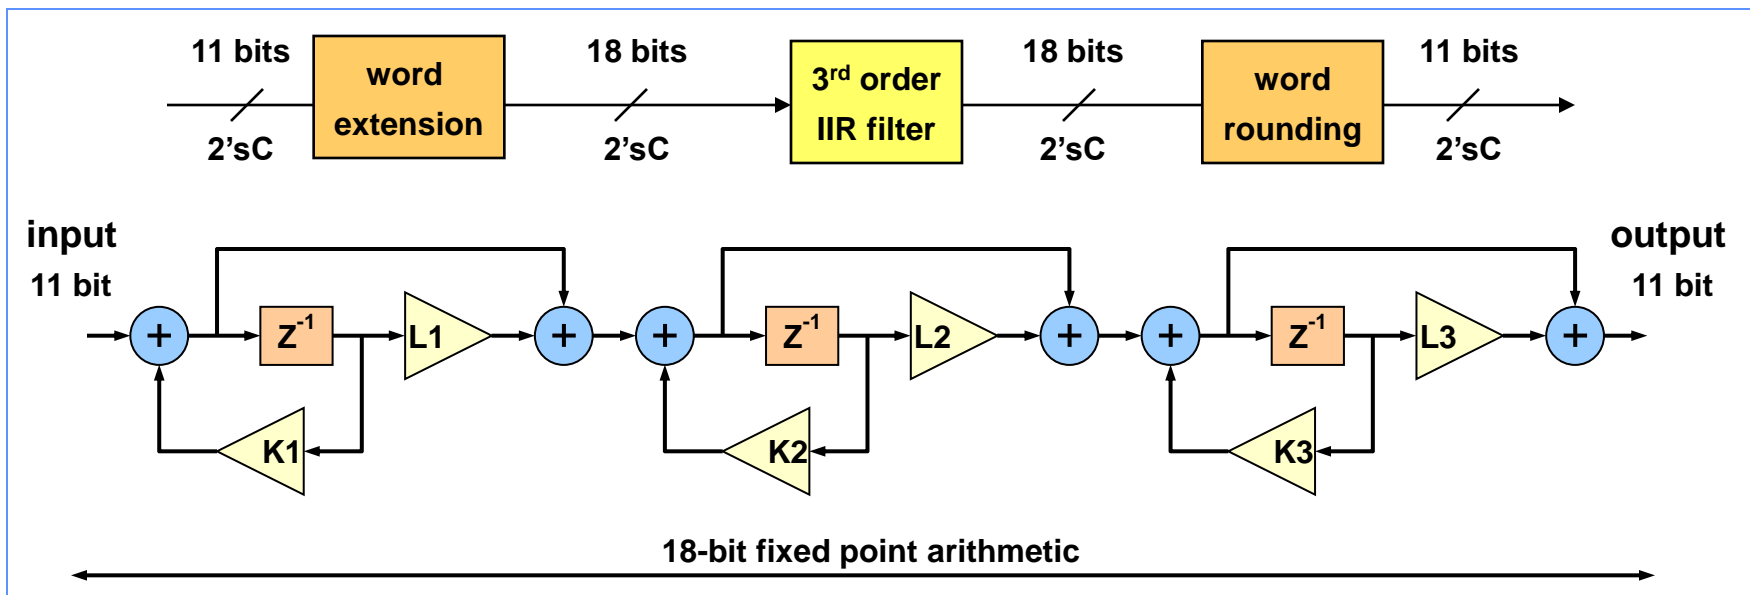 11 bits
18 bits
18 bits
11 bits
word
extension
3rd order
IIR filter
word
rounding
2'sC
2'sC
2'sC
2'sC
input
11 bit
output
11 bit
+
Z-1
L1
+
+
Z-1
L2
+
+
Z-1
L3
+
K1
K2
K3
18-bit fixed point arithmetic